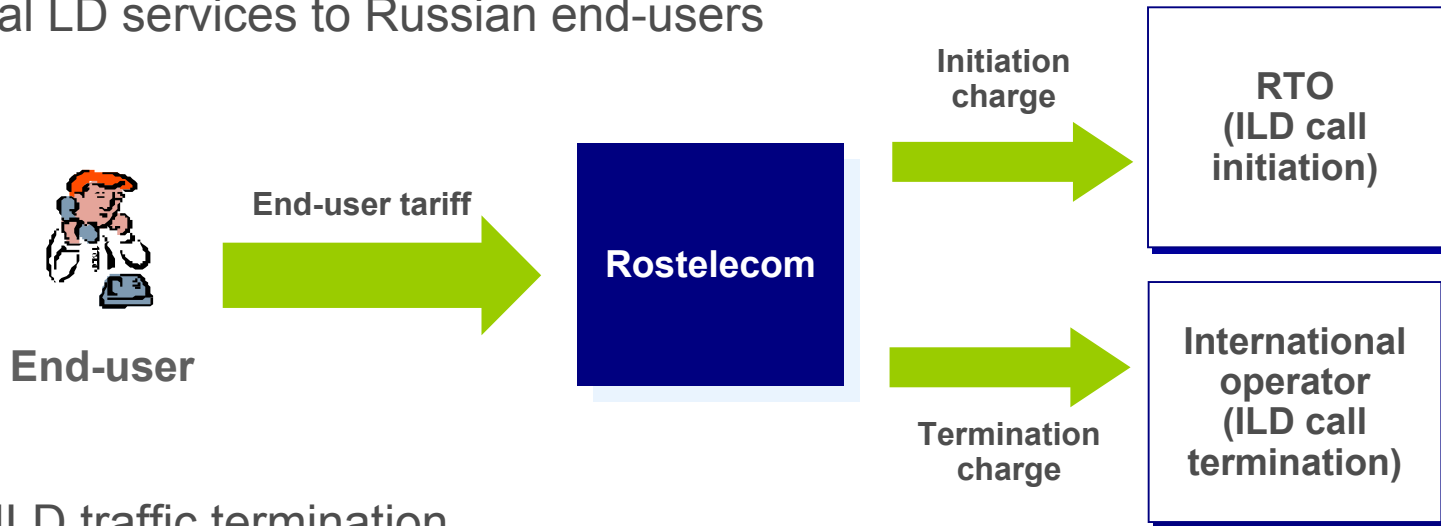 al LD services to Russian end-users
Initiation
charge
RTO
(ILD call
initiation)
End-user tariff
Rostelecom
End-user
International
operator
(ILD call
termination)
Termination
charge
ILD traffic termination